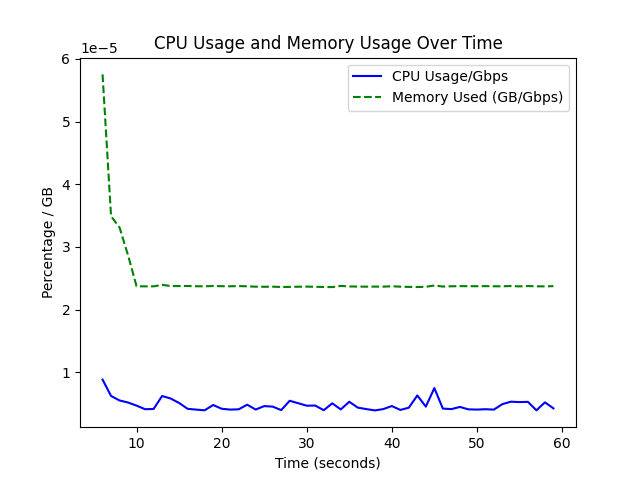 CPU Usage and Memory Usage Over Time
1e−5
CPU Usage/Gbps
Memory Used (GB/Gbps)
Percentage / GB
6
5
4
3
2
1
10 20 30 40 50 60
Time (seconds)